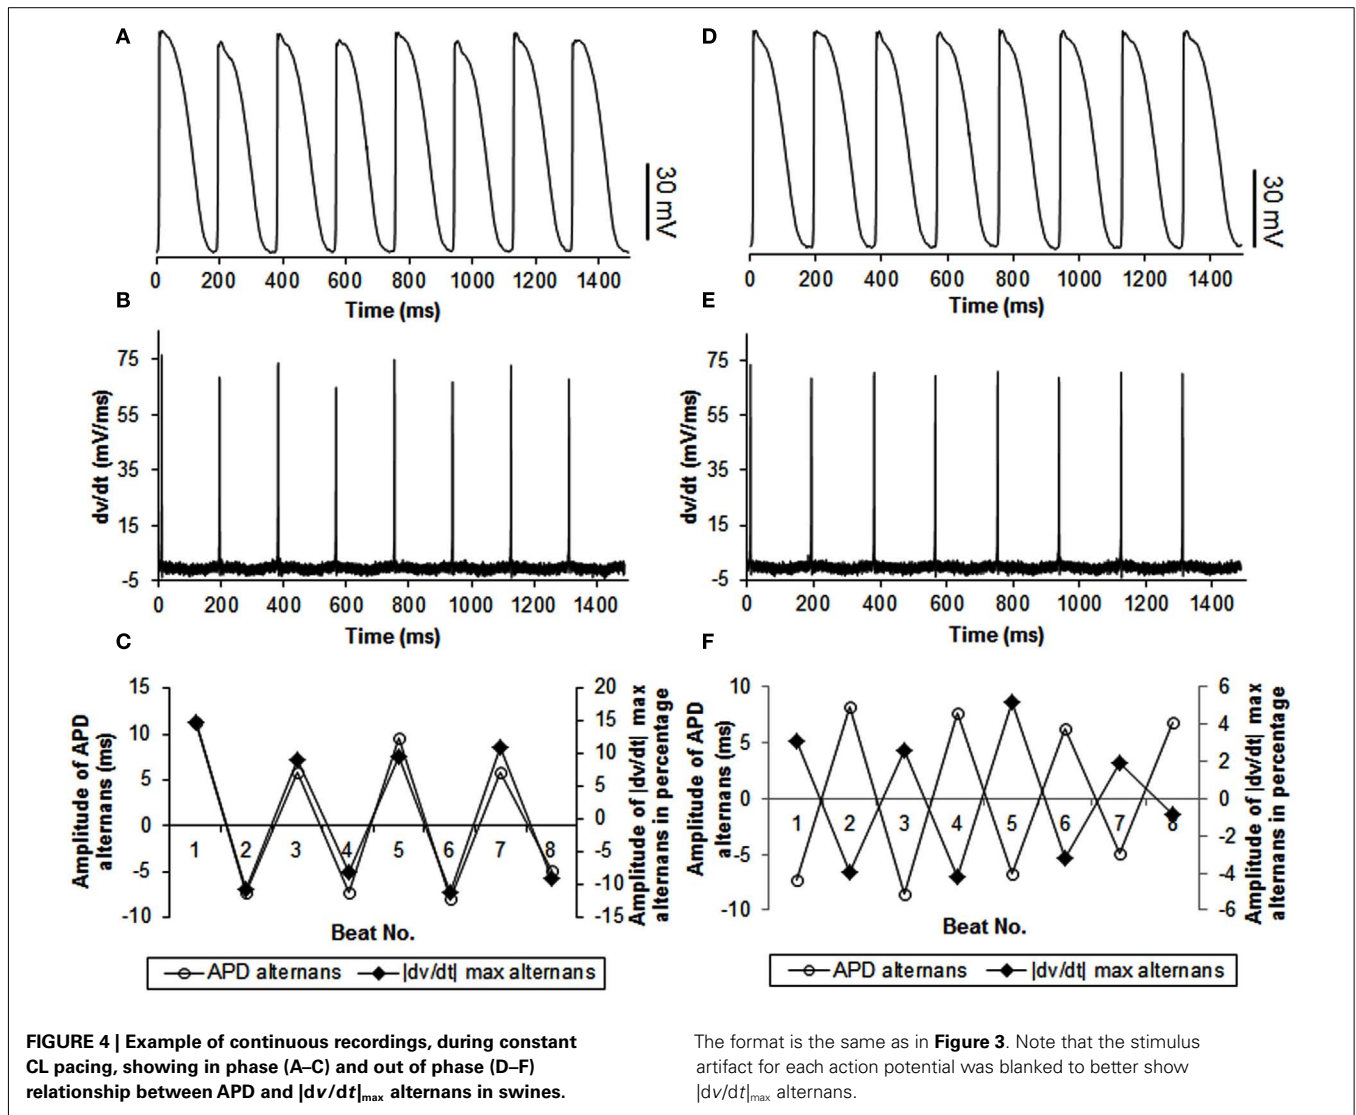 A
30 mV
0 200 400 600 800 1000 1200 1400
Time (ms)
B
dv/dt (mV/ms)
75
55
35
15
-5
0 200 400 600 800 1000 1200 1400
Time (ms)
C
Amplitude of APD
alternans (ms)
15
10
5
0
-5
-10
1 2 3 4 5 6 7 8
20
15
10
5
0
-5
-10
-15
Amplitude of |dv/dt| max
alternans in percentage
Beat No.
APD alternans |dv/dt| max alternans
D
30 mV
0 200 400 600 800 1000 1200 1400
Time (ms)
E
dv/dt (mV/ms)
75
55
35
15
-5
0 200 400 600 800 1000 1200 1400
Time (ms)
F
Amplitude of APD
alternans (ms)
10
5
0
-5
-10
1 2 3 4 5 6 7 8
6
4
2
0
-2
-4
-6
Amplitude of |dv/dt| max
alternans in percentage
Beat No.
APD alternans |dv/dt| max alternans
FIGURE 4 | Example of continuous recordings, during constant
CL pacing, showing in phase (A–C) and out of phase (D–F)
relationship between APD and |dv/dt|max alternans in swines.
The format is the same as in Figure 3. Note that the stimulus
artifact for each action potential was blanked to better show
|dv/dt|max alternans.